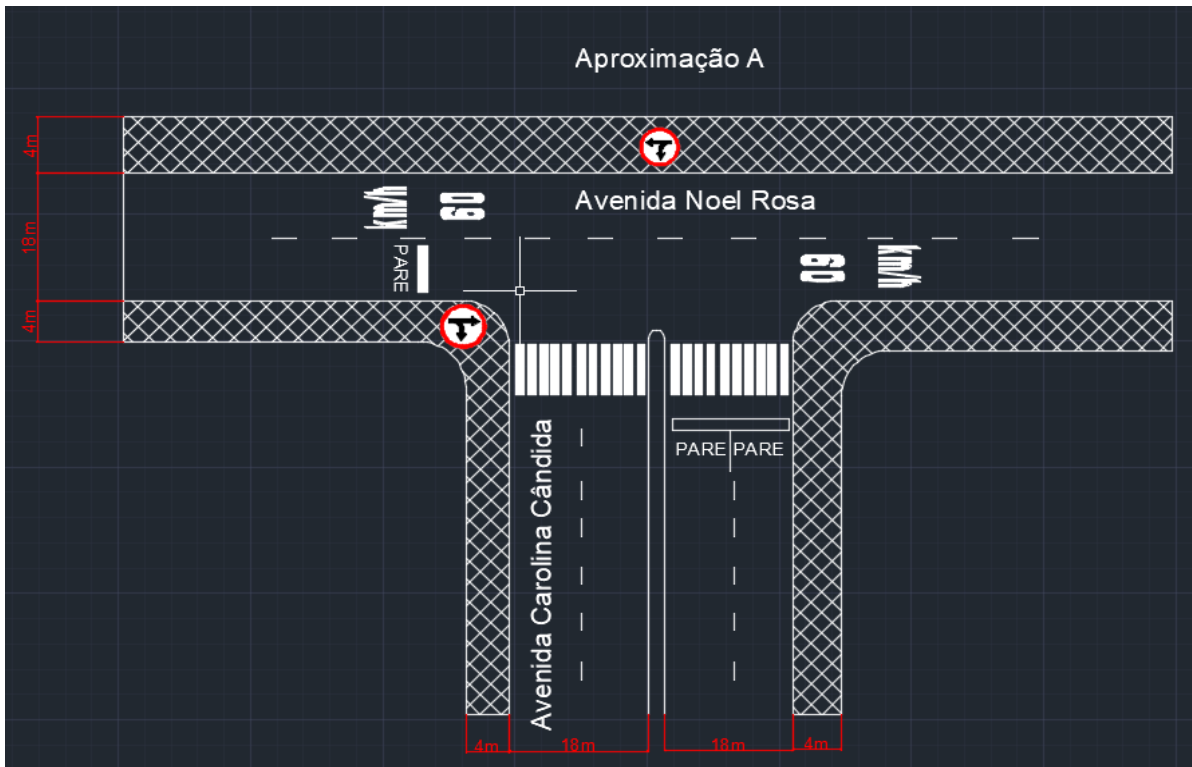 Aproximação A
4m
Avenida Noel Rosa
km/h
60
18m
PARE
60
km/h
4m
PARE
PARE
Avenida Carolina Cândida
4m
18m
18m
4m